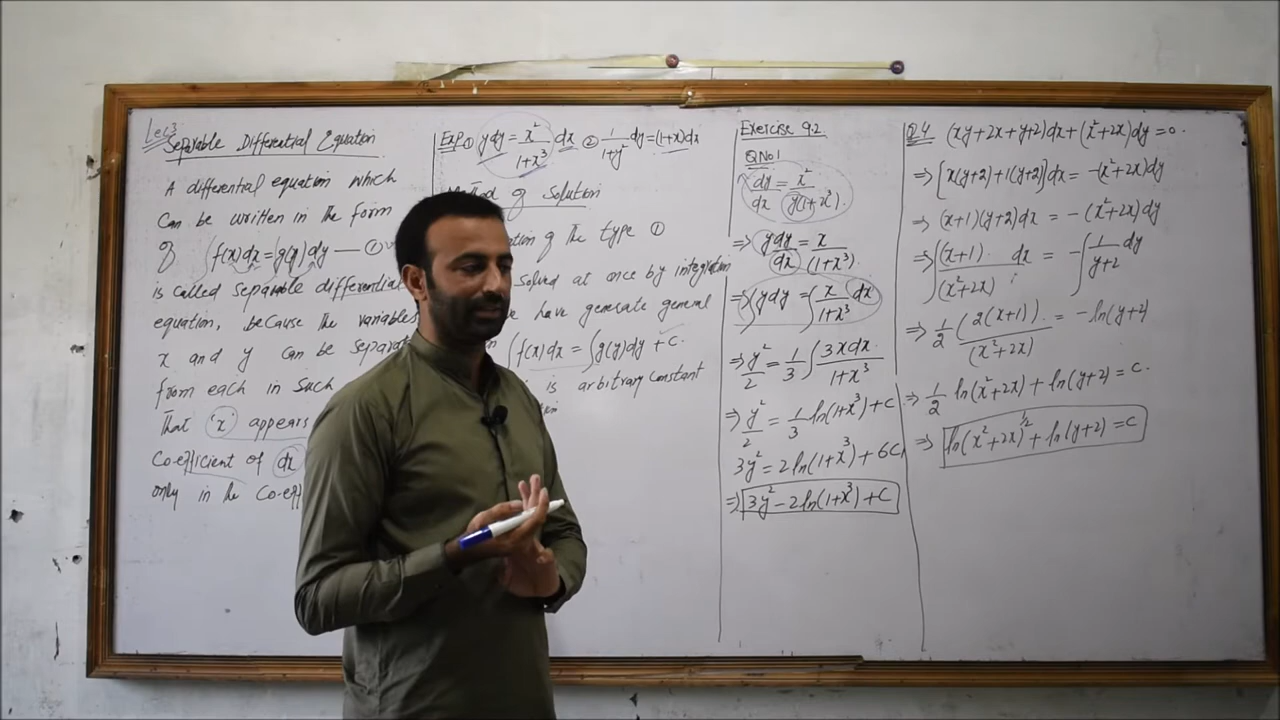 Lec3
Separable Differential Equation
A differential equation which
can be written in the form
of ∫f(x)dx=g(y)dy — ①
is called separable differential
equation, because the variables
x and y can be separate
from each in such
That 'x' appears
co-efficient of dx
only in the co-eff
Exp ① ydy = x²/1+x³ dx ② 1/1+y² dy=(1+x)dx
Method of Solution
of the type ①
solved at once by integration
have generate general
∫f(x)dx = ∫g(y)dy + c.
is arbitrary constant
Exercise 9.2
Q No 1
dy/dx = x²/y(1+x³).
⇒ ydy/dx = x/(1+x³)
⇒ ∫ydy = ∫x/1+x³ dx
⇒ y²/2 = 1/3 ∫3xdx/1+x³
⇒ y²/2 = 1/3 ln(1+x³) + c
3y² = 2ln(1+x³) + 6C₁
⇒ 3y² - 2ln(1+x³) + C
Q.4 (xy+2x+y+2)dx+(x²+2x)dy=0.
⇒ [x(y+2)+1(y+2)]dx = -(x²+2x)dy
⇒ (x+1)(y+2)dx = -(x²+2x)dy
⇒ ∫(x+1)/(x²+2x) dx = -∫1/y+2 dy
⇒ 1/2 (2(x+1))/(x²+2x) = -ln(y+2)
⇒ 1/2 ln(x²+2x) + ln(y+2) = c.
⇒ ln(x²+2x)^½ + ln(y+2) = C